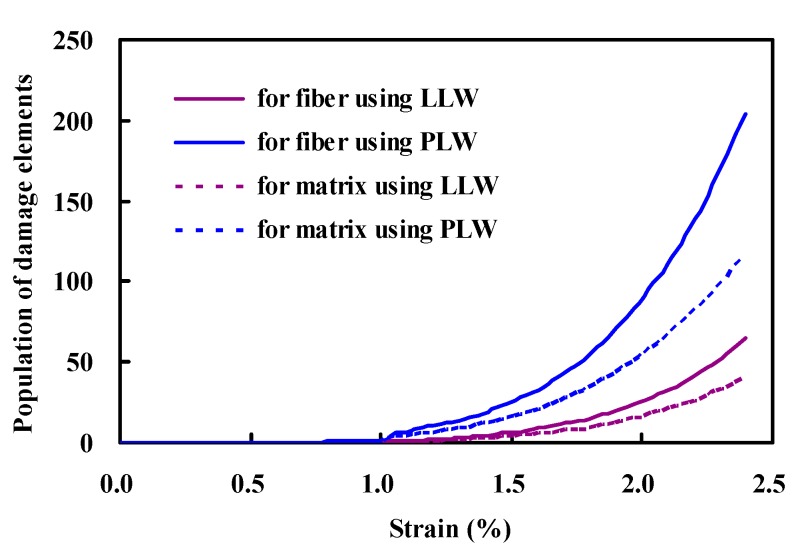 250
200
150
100
50
0
Population of damage elements
for fiber using LLW
for fiber using PLW
for matrix using LLW
for matrix using PLW
0.0 0.5 1.0 1.5 2.0 2.5
Strain (%)